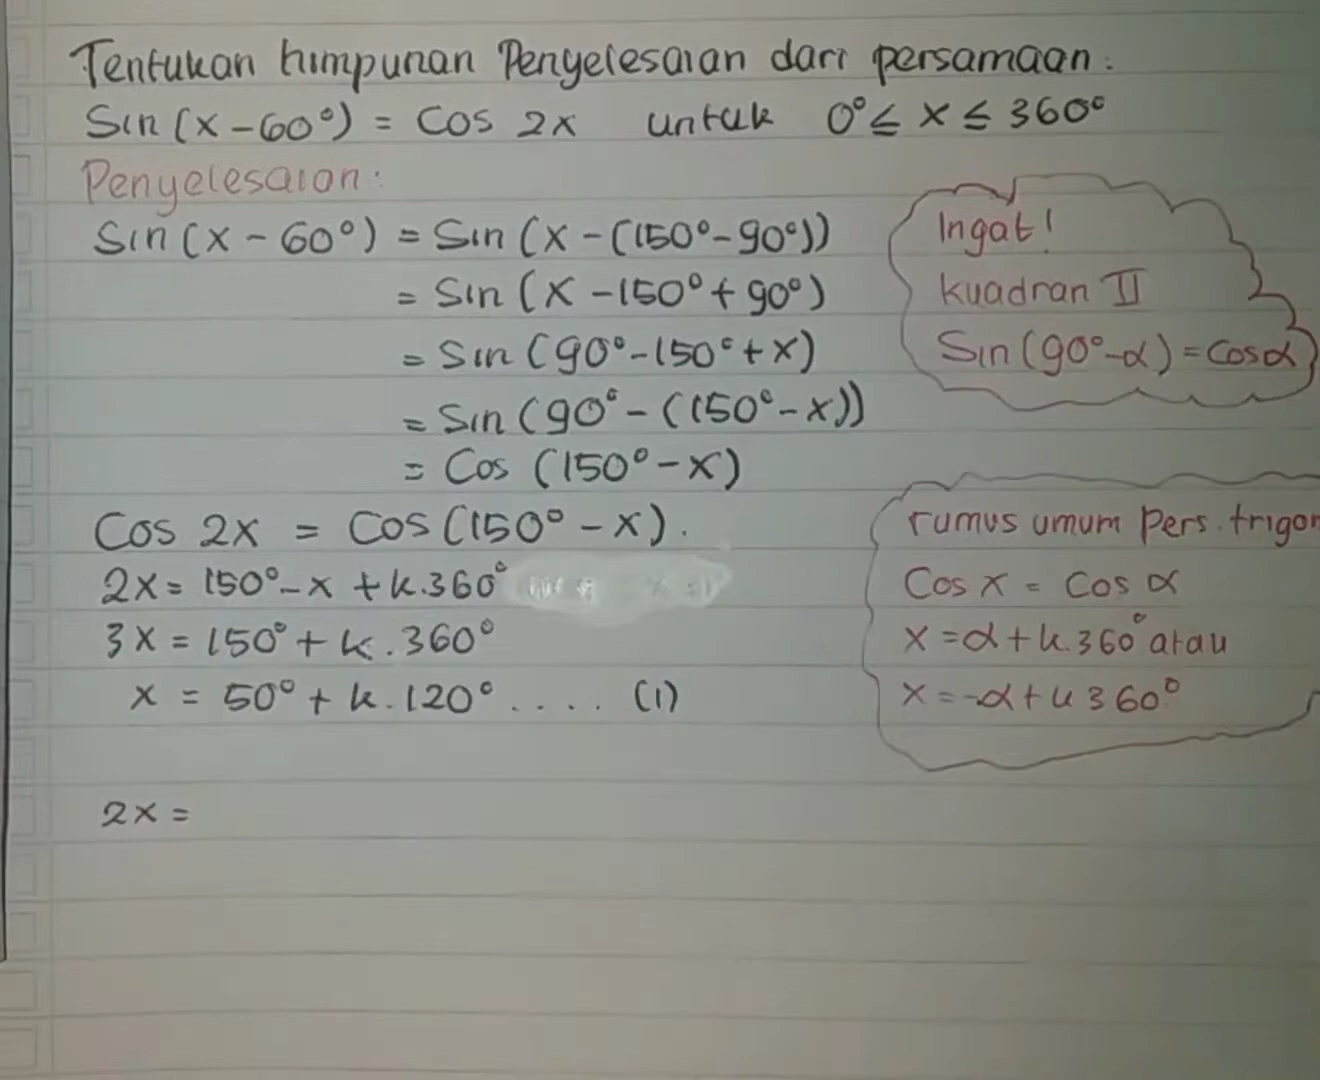 Tentukan himpunan Penyelesaian dari persamaan.
Sin (x - 60°) = Cos 2x untuk 0° ≤ x ≤ 360°
Penyelesaian:
Sin (x - 60°) = Sin (x - (150° - 90°))
= Sin (x - 150° + 90°)
= Sin (90° - 150° + x)
= Sin (90° - (150° - x))
= Cos (150° - x)
Ingat!
kuadran II
Sin (90° - α) = Cos α
Cos 2x = Cos (150° - x).
2x = 150° - x + k.360°
3x = 150° + k.360°
x = 50° + k.120° .... (1)
rumus umum Pers. trigon
Cos x = Cos α
x = α + k.360° atau
x = -α + k 360°
2x =